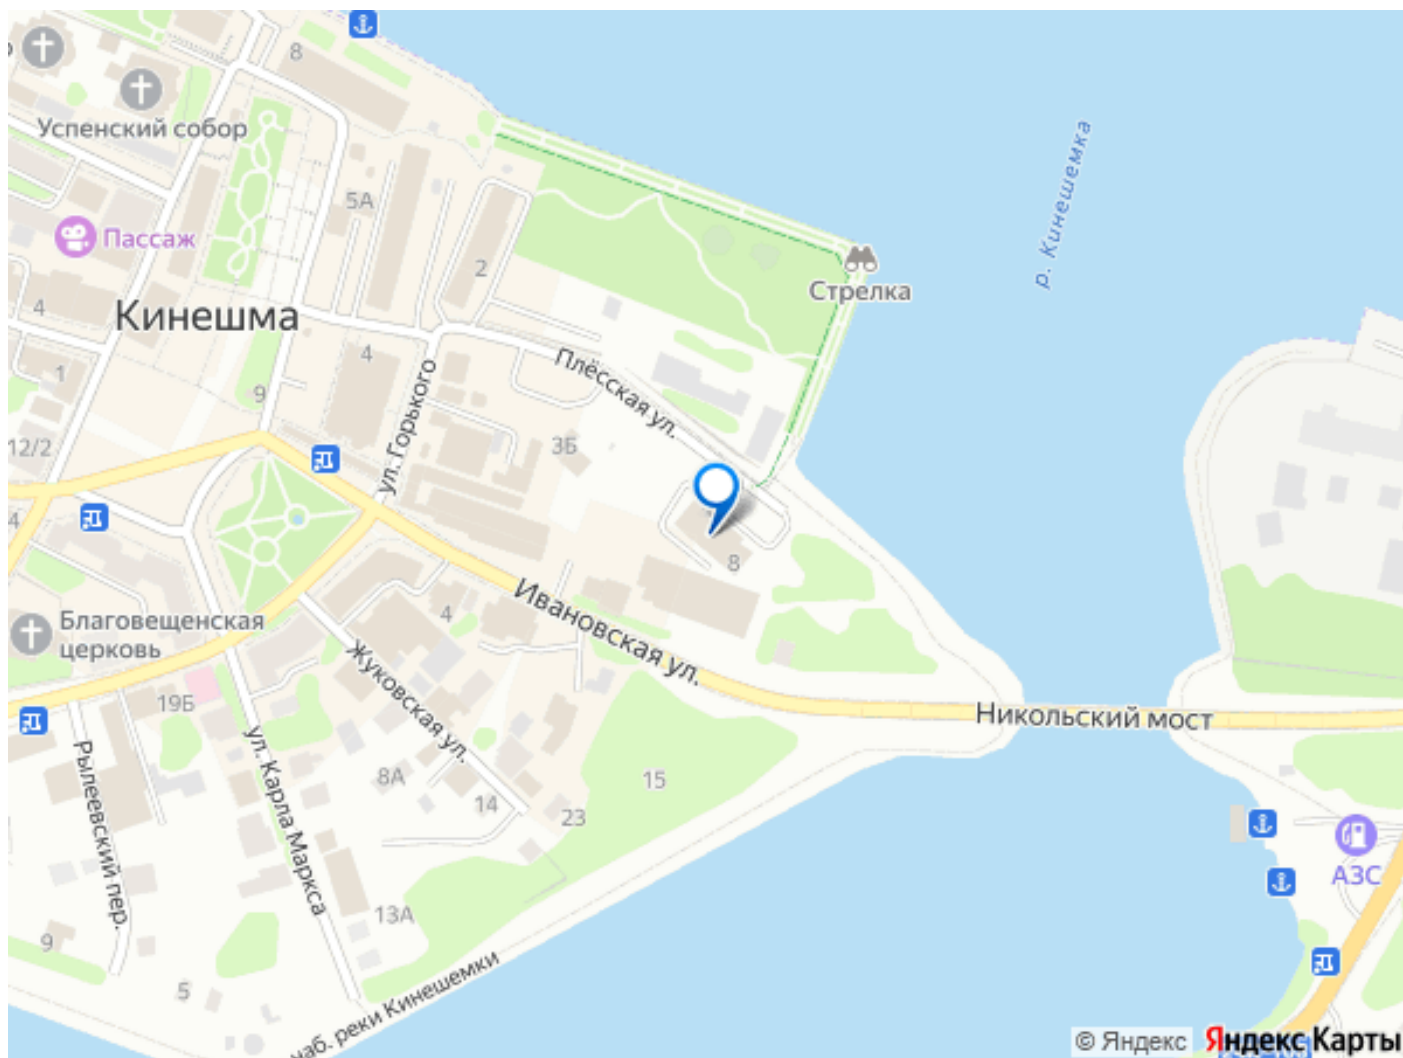 8
Успенский собор
5А
Пассаж
р. Кинешемка
2
Стрелка
4
Кинешма
4
1
9
Плёсская ул.
ул. Горького
12/2
3Б
4
8
Ивановская ул.
Благовещенская
церковь
4
Жуковская ул.
19Б
Никольский мост
ул. Карла Маркса
Рылеевский пер.
8А
14
15
23
АЗС
13А
9
5
наб. реки Кинешемки
© Яндекс
Яндекс Карты